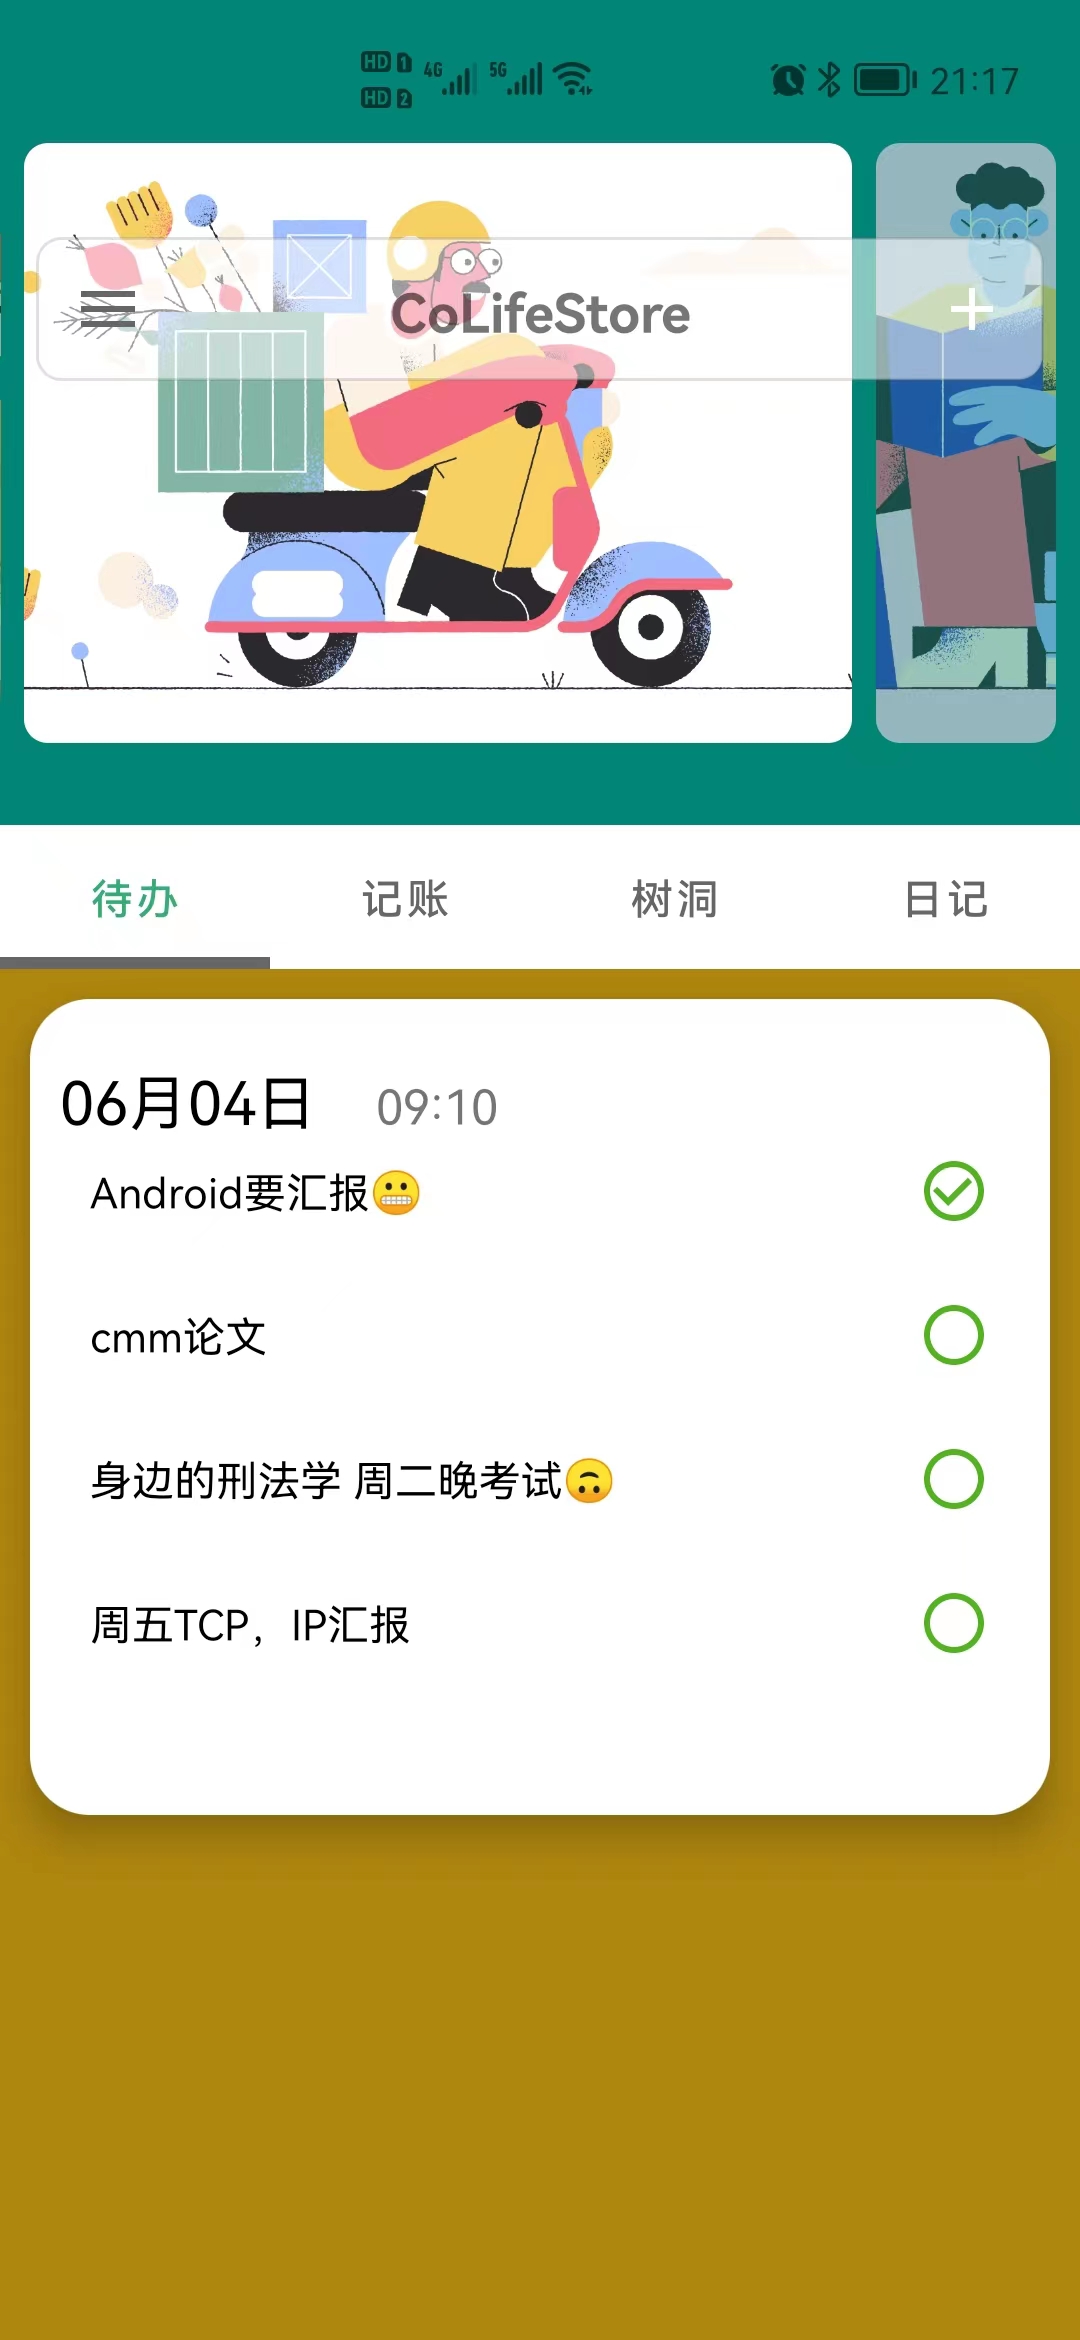 HD 1 4G 5G 21:17
HD 2
CoLifeStore
待办 记账 树洞 日记
06月04日 09:10
Android要汇报😬
cmm论文
身边的刑法学 周二晚考试🙃
周五TCP，IP汇报